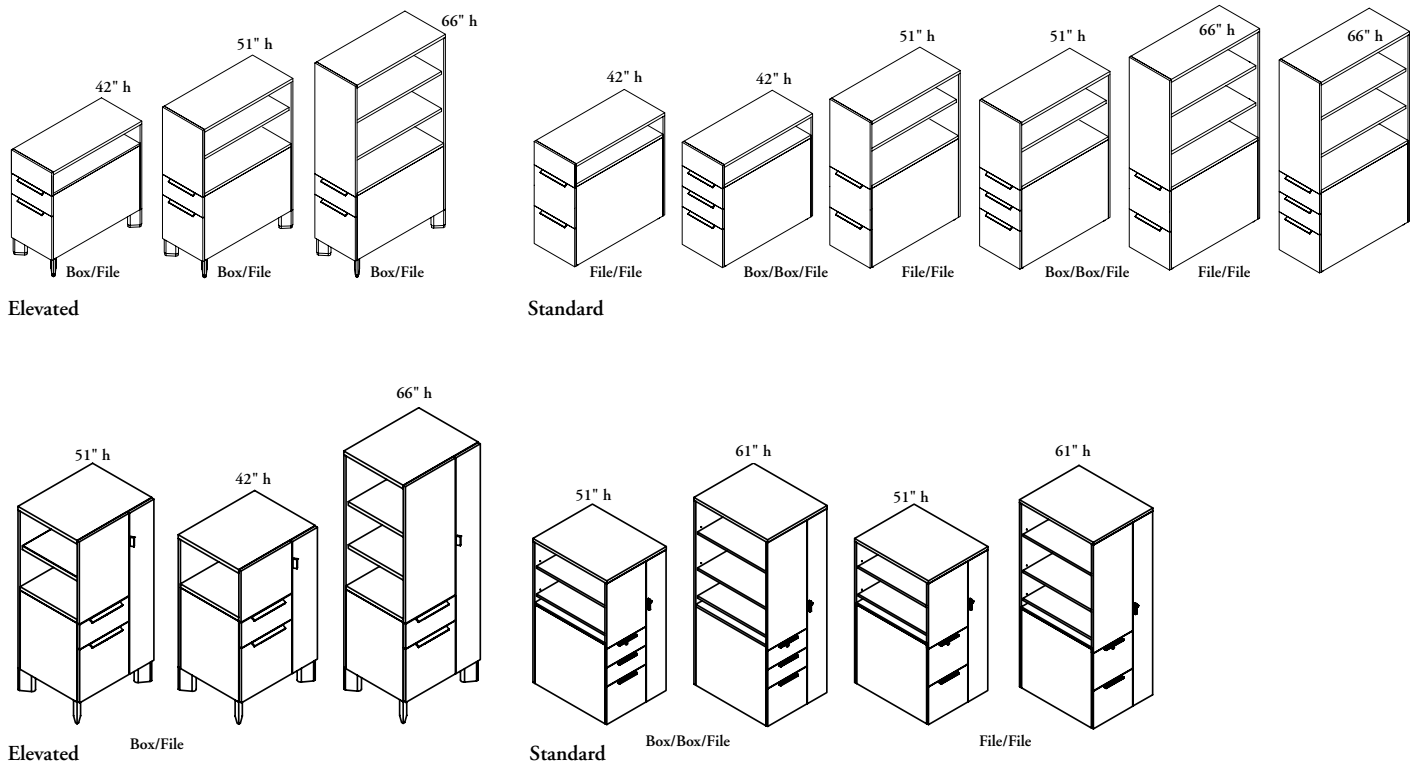 42" h
51" h
66" h
Box/File
Box/File
Box/File
Elevated
42" h
42" h
51" h
51" h
66" h
66" h
File/File
Box/Box/File
File/File
Box/Box/File
File/File
Standard
51" h
42" h
66" h
Box/File
Elevated
51" h
61" h
51" h
61" h
Box/Box/File
File/File
Standard